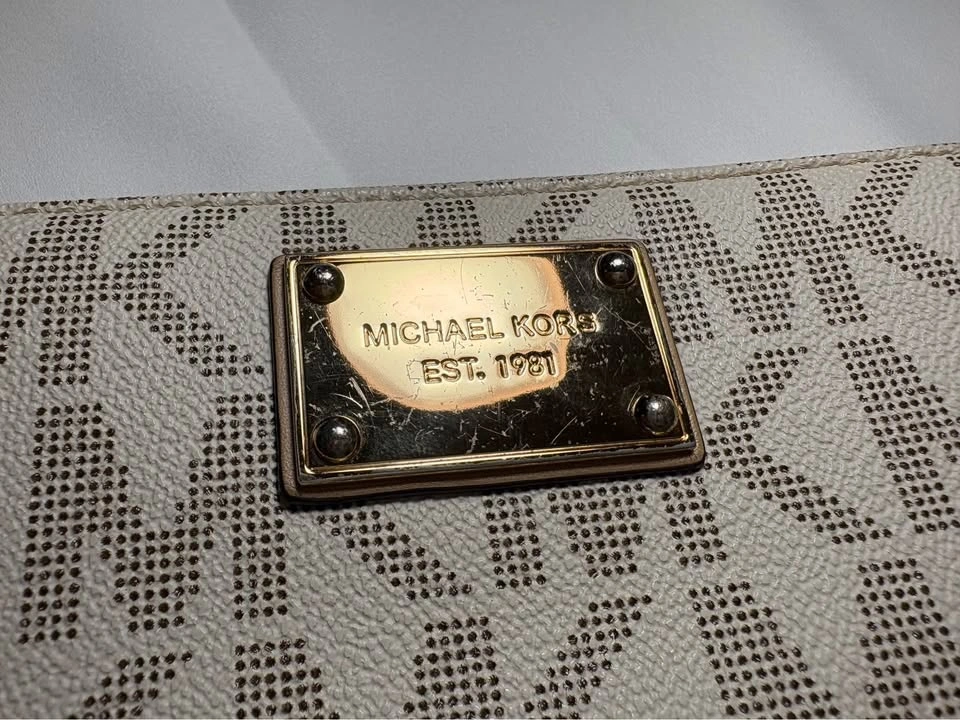 MICHAEL KORS
EST. 1981